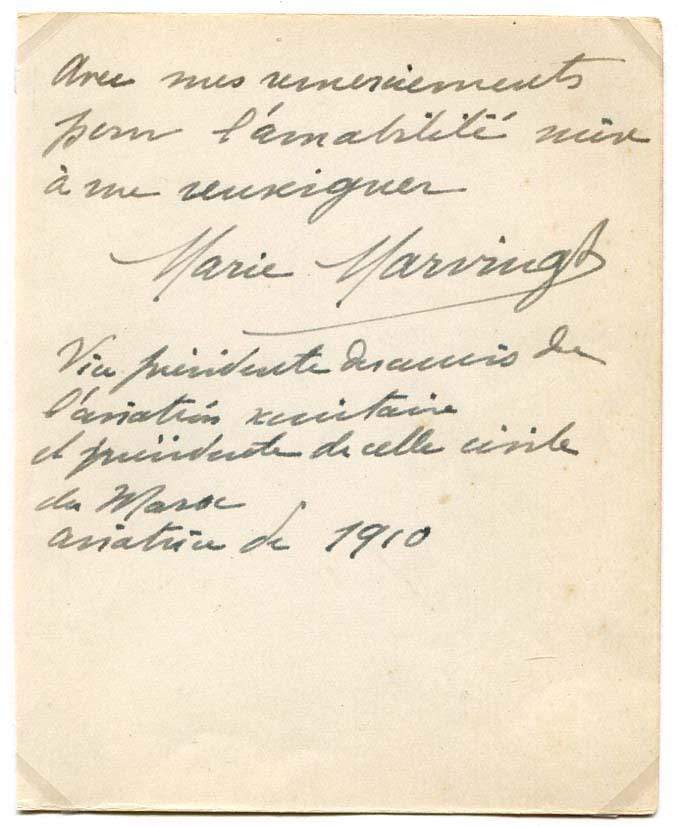 Avec mes remerciements
pour l'amabilité mise
à me renseigner
Marie Marvingt
Vice présidente des amis de
l'aviation sanitaire
et présidente de celle civile
du Maroc
aviatrice de 1910